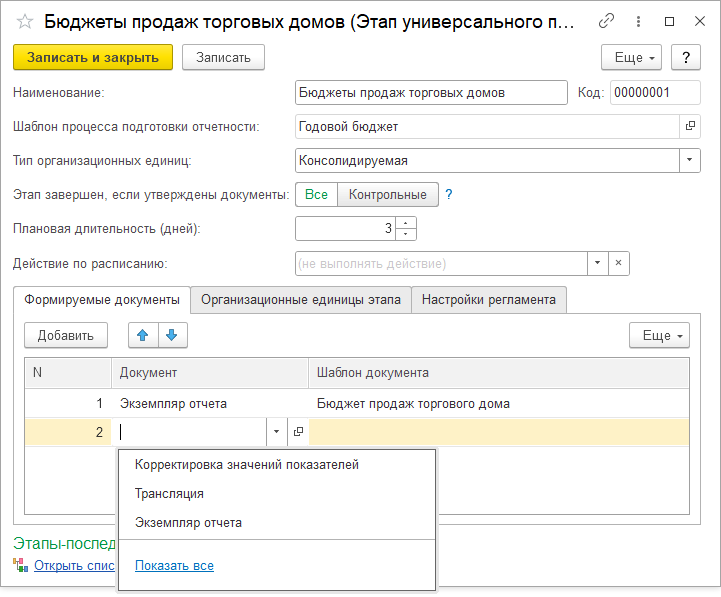 Бюджеты продаж торговых домов (Этап универсального п...
Записать и закрыть Записать Еще ?
Наименование: Бюджеты продаж торговых домов Код: 00000001
Шаблон процесса подготовки отчетности: Годовой бюджет
Тип организационных единиц: Консолидируемая
Этап завершен, если утверждены документы: Все Контрольные ?
Плановая длительность (дней): 3
Действие по расписанию: (не выполнять действие)
Формируемые документы Организационные единицы этапа Настройки регламента
Добавить Еще
N Документ Шаблон документа
1 Экземпляр отчета Бюджет продаж торгового дома
2
Корректировка значений показателей
Трансляция
Экземпляр отчета
Этапы-послед
Открыть спис Показать все